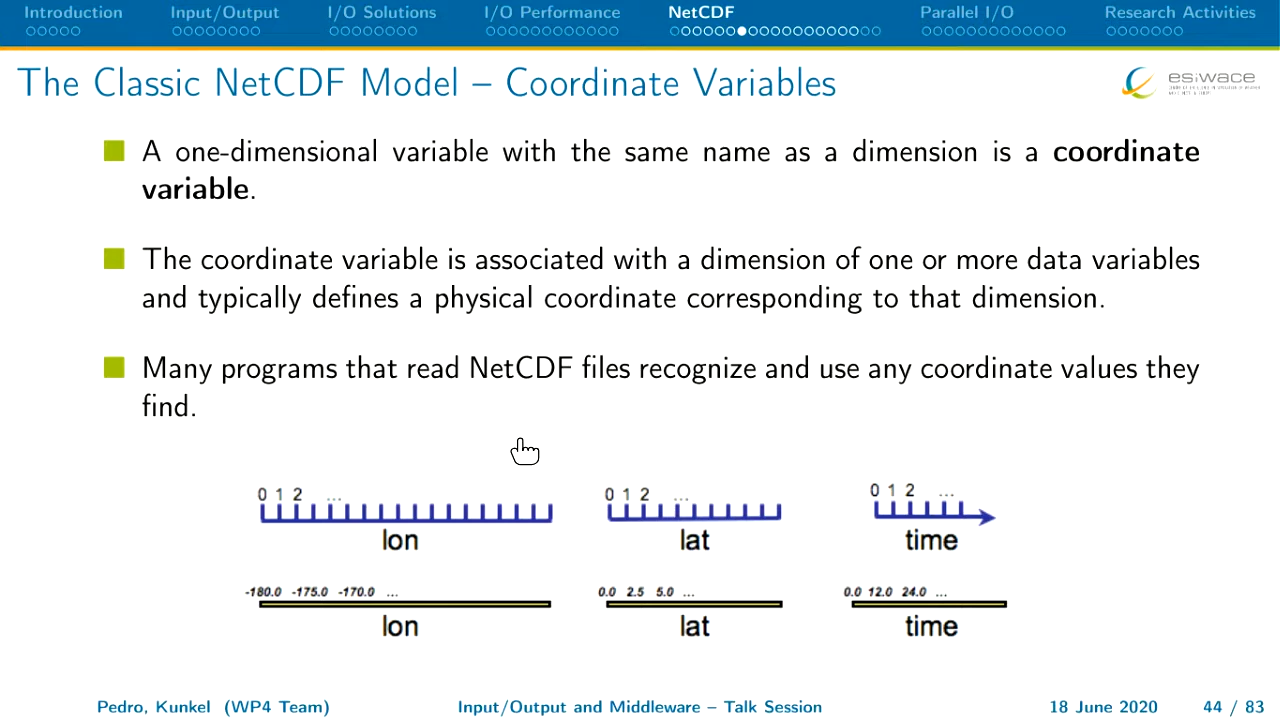 Introduction Input/Output I/O Solutions I/O Performance NetCDF Parallel I/O Research Activities
The Classic NetCDF Model – Coordinate Variables
esiwace
A one-dimensional variable with the same name as a dimension is a coordinate
variable.
The coordinate variable is associated with a dimension of one or more data variables
and typically defines a physical coordinate corresponding to that dimension.
Many programs that read NetCDF files recognize and use any coordinate values they
find.
0 1 2 ... 0 1 2 ... 0 1 2 ...
lon lat time
-180.0 -175.0 -170.0 ... 0.0 2.5 5.0 ... 0.0 12.0 24.0 ...
lon lat time
Pedro, Kunkel (WP4 Team) Input/Output and Middleware – Talk Session 18 June 2020 44 / 83